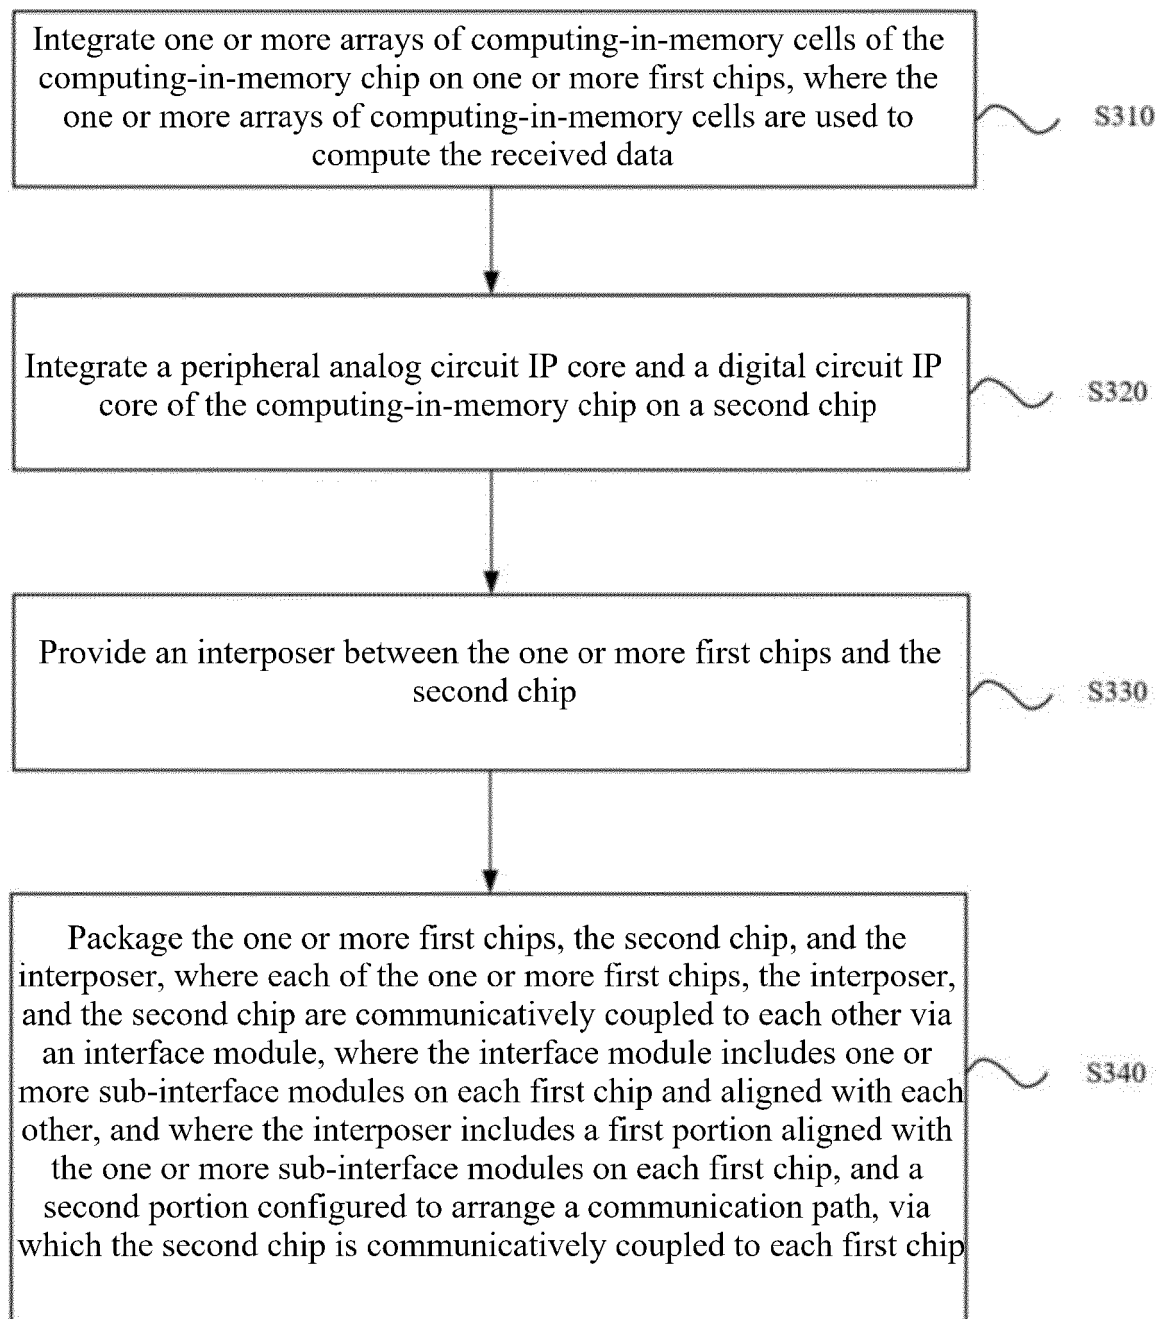 Integrate one or more arrays of computing-in-memory cells of the
computing-in-memory chip on one or more first chips, where the
one or more arrays of computing-in-memory cells are used to
compute the received data
S310
Integrate a peripheral analog circuit IP core and a digital circuit IP
core of the computing-in-memory chip on a second chip
S320
Provide an interposer between the one or more first chips and the
second chip
S330
Package the one or more first chips, the second chip, and the
interposer, where each of the one or more first chips, the interposer,
and the second chip are communicatively coupled to each other via
an interface module, where the interface module includes one or
more sub-interface modules on each first chip and aligned with each
other, and where the interposer includes a first portion aligned with
the one or more sub-interface modules on each first chip, and a
second portion configured to arrange a communication path, via
which the second chip is communicatively coupled to each first chip
S340